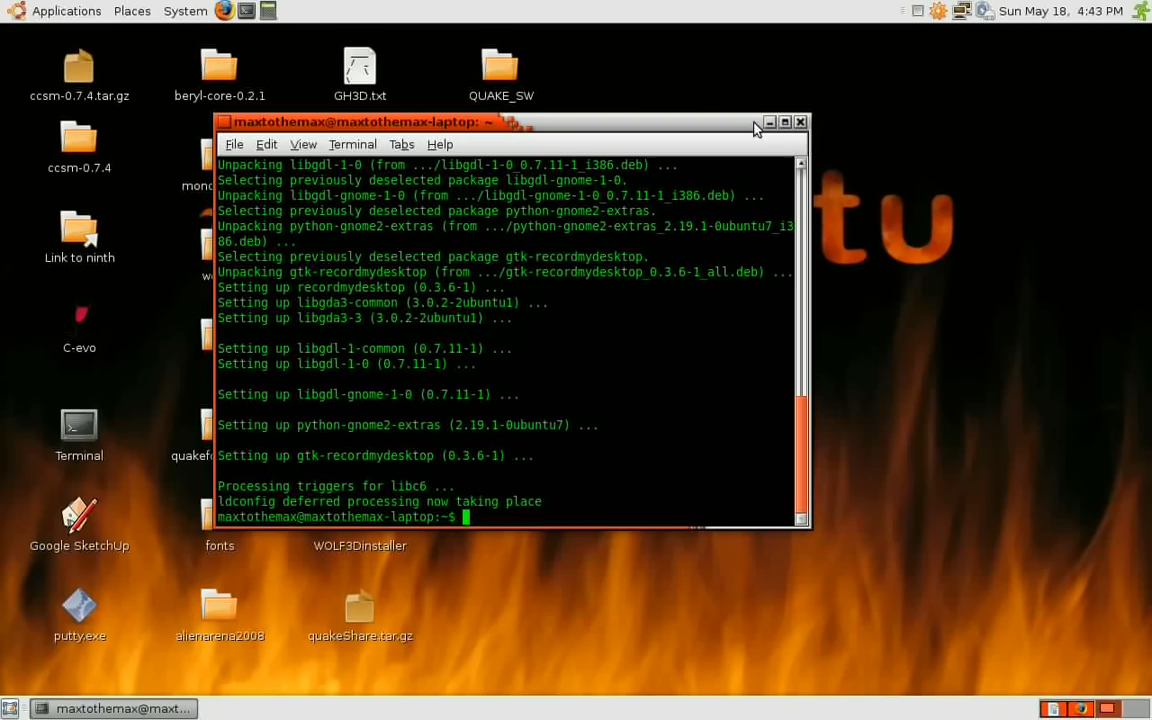 Applications Places System Sun May 18, 4:43 PM
ccsm-0.7.4.tar.gz
beryl-core-0.2.1
GH3D.txt
QUAKE_SW
maxtothemax@maxtothemax-laptop: ~
File Edit View Terminal Tabs Help
Unpacking libgdl-1-0 (from .../libgdl-1-0_0.7.11-1_i386.deb) ...
Selecting previously deselected package libgdl-gnome-1-0.
Unpacking libgdl-gnome-1-0 (from .../libgdl-gnome-1-0_0.7.11-1_i386.deb) ...
Selecting previously deselected package python-gnome2-extras.
Unpacking python-gnome2-extras (from .../python-gnome2-extras_2.19.1-0ubuntu7_i3
86.deb) ...
Selecting previously deselected package gtk-recordmydesktop.
Unpacking gtk-recordmydesktop (from .../gtk-recordmydesktop_0.3.6-1_all.deb) ...
Setting up recordmydesktop (0.3.6-1) ...
Setting up libgda3-common (3.0.2-2ubuntu1) ...
Setting up libgda3-3 (3.0.2-2ubuntu1) ...
Setting up libgdl-1-common (0.7.11-1) ...
Setting up libgdl-1-0 (0.7.11-1) ...
Setting up libgdl-gnome-1-0 (0.7.11-1) ...
Setting up python-gnome2-extras (2.19.1-0ubuntu7) ...
Setting up gtk-recordmydesktop (0.3.6-1) ...
Processing triggers for libc6 ...
ldconfig deferred processing now taking place
maxtothemax@maxtothemax-laptop:~$
tu
ccsm-0.7.4
mono
Link to ninth
C-evo
Terminal
quakefo
Google SketchUp
fonts
WOLF3Dinstaller
putty.exe
alienarena2008
quakeShare.tar.gz
maxtothemax@maxt...